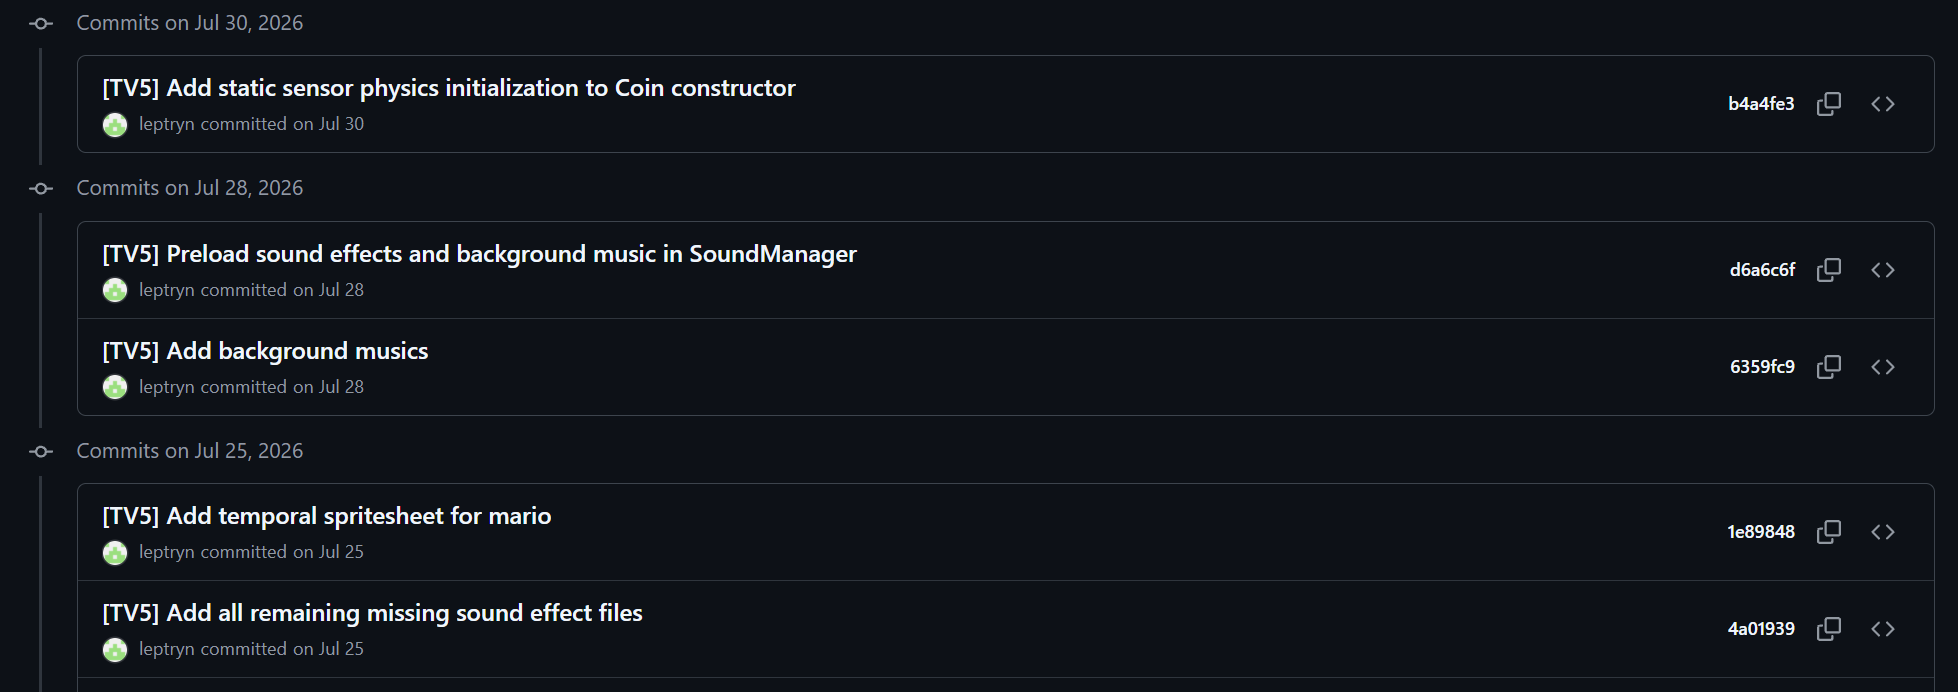 Commits on Jul 30, 2026
[TV5] Add static sensor physics initialization to Coin constructor
leptryn committed on Jul 30
b4a4fe3
Commits on Jul 28, 2026
[TV5] Preload sound effects and background music in SoundManager
leptryn committed on Jul 28
d6a6c6f
[TV5] Add background musics
leptryn committed on Jul 28
6359fc9
Commits on Jul 25, 2026
[TV5] Add temporal spritesheet for mario
leptryn committed on Jul 25
1e89848
[TV5] Add all remaining missing sound effect files
leptryn committed on Jul 25
4a01939